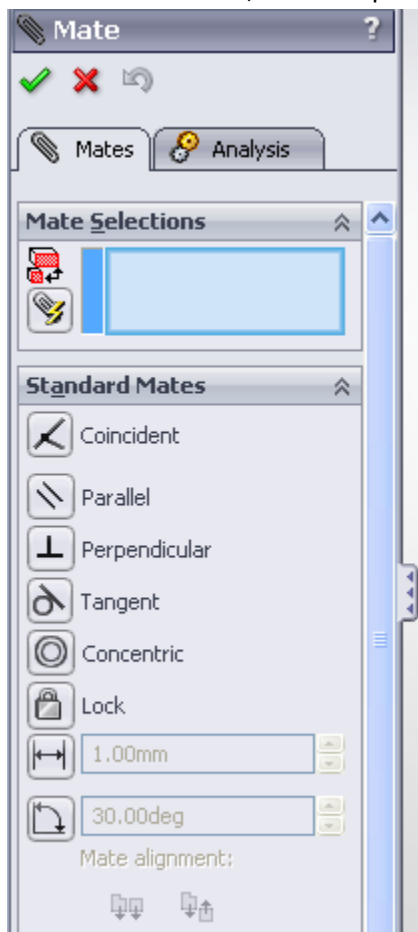 Mate ?
Mates Analysis
Mate Selections
Standard Mates
Coincident
Parallel
Perpendicular
Tangent
Concentric
Lock
1.00mm
30.00deg
Mate alignment: